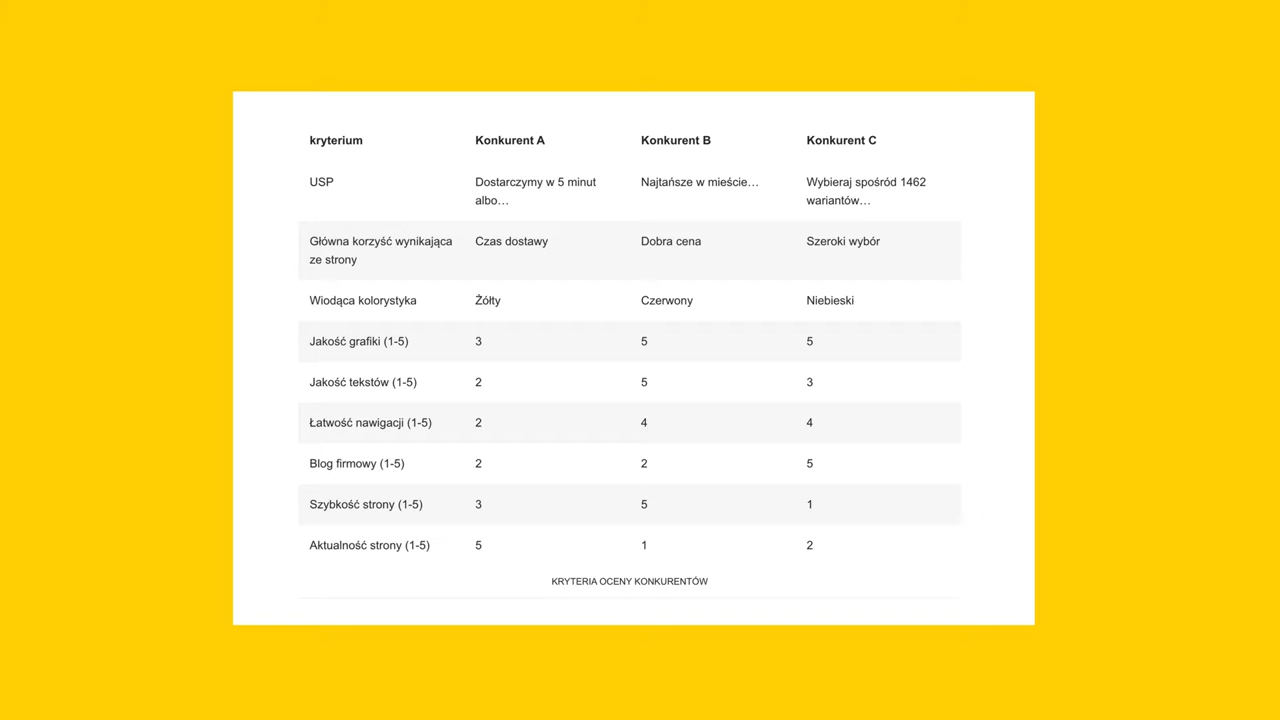 kryterium Konkurent A Konkurent B Konkurent C
USP Dostarczymy w 5 minut Najtańsze w mieście… Wybieraj spośród 1462
albo… wariantów…
Główna korzyść wynikająca Czas dostawy Dobra cena Szeroki wybór
ze strony
Wiodąca kolorystyka Żółty Czerwony Niebieski
Jakość grafiki (1-5) 3 5 5
Jakość tekstów (1-5) 2 5 3
Łatwość nawigacji (1-5) 2 4 4
Blog firmowy (1-5) 2 2 5
Szybkość strony (1-5) 3 5 1
Aktualność strony (1-5) 5 1 2
KRYTERIA OCENY KONKURENTÓW